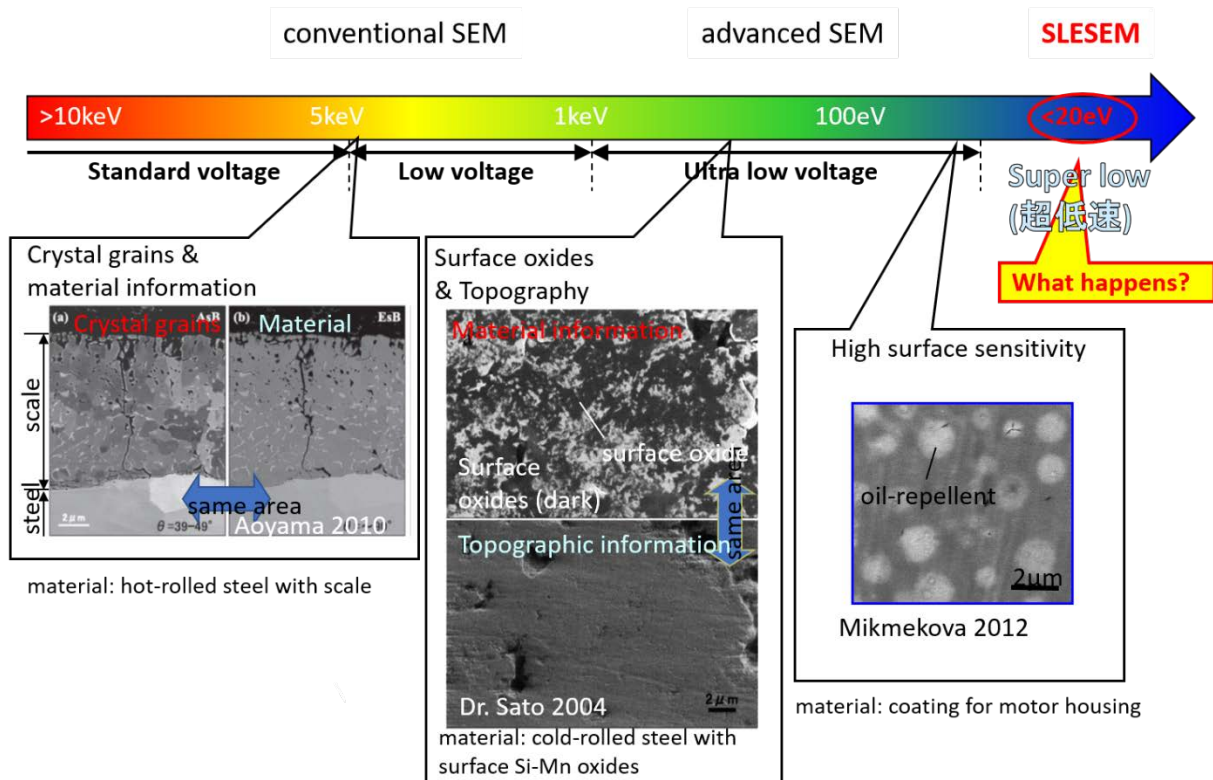 conventional SEM
advanced SEM
SLESEM
>10keV
5keV
1keV
100eV
<20eV
Standard voltage
Low voltage
Ultra low voltage
Super low
(超低速)
What happens?
Crystal grains &
material information
(a)
AsB
Crystal grains
(b)
EsB
Material
scale
steel
same area
2μm
θ=39-49°
Aoyama 2010
material: hot-rolled steel with scale
Surface oxides
& Topography
Material information
surface oxide
Surface
oxides (dark)
same area
Topographic information
Dr. Sato 2004
2μm
material: cold-rolled steel with
surface Si-Mn oxides
High surface sensitivity
oil-repellent
2μm
Mikmekova 2012
material: coating for motor housing